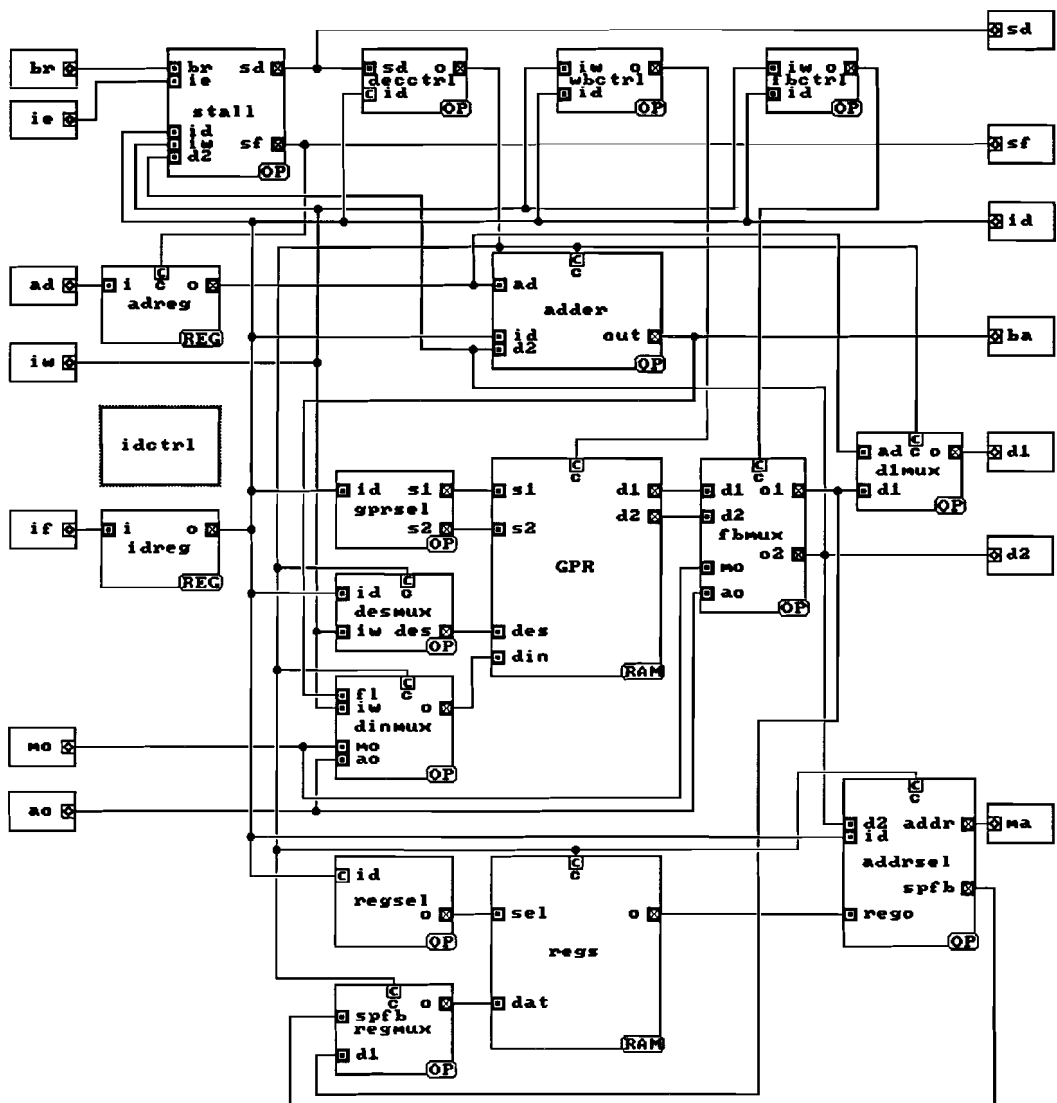 br
ie
br
ie
sd
stall
id
iw
d2
sf
OP
sd
o
decctrl
id
OP
iw
o
wbctrl
id
OP
iw
o
ibctrl
id
OP
sd
sf
id
ad
i
c
c
o
adreg
REG
c
c
ad
adder
id
d2
out
OP
ba
iw
idctrl
if
i
o
idreg
REG
id
s1
gprsel
s2
OP
c
c
s1
d1
s2
d2
GPR
des
din
RAM
c
c
d1
o1
d2
fbmux
o2
mo
ao
OP
c
ad
c
o
d1mux
d1
OP
d1
d2
c
id
o
desmux
iw
des
OP
c
c
fl
iw
o
dinmux
mo
ao
OP
mo
ao
c
c
d2
addr
id
addrsel
spfb
rego
OP
ma
c
id
regsel
o
OP
c
c
sel
o
regs
dat
RAM
c
c
o
spfb
regmux
d1
OP